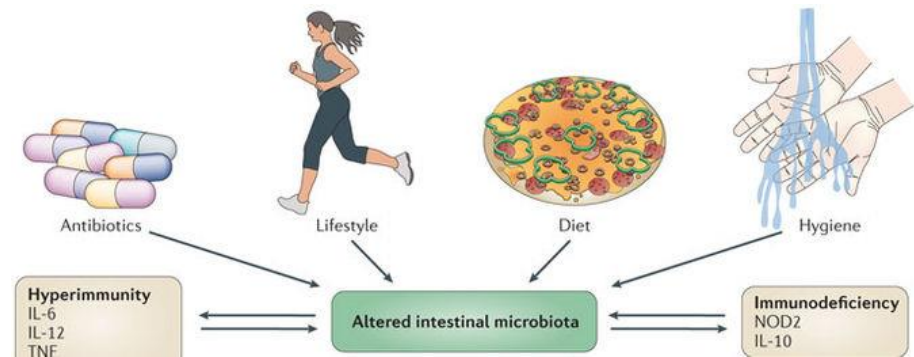 Antibiotics
Lifestyle
Diet
Hygiene
Hyperimmunity
IL-6
IL-12
TNF
Altered intestinal microbiota
Immunodeficiency
NOD2
IL-10